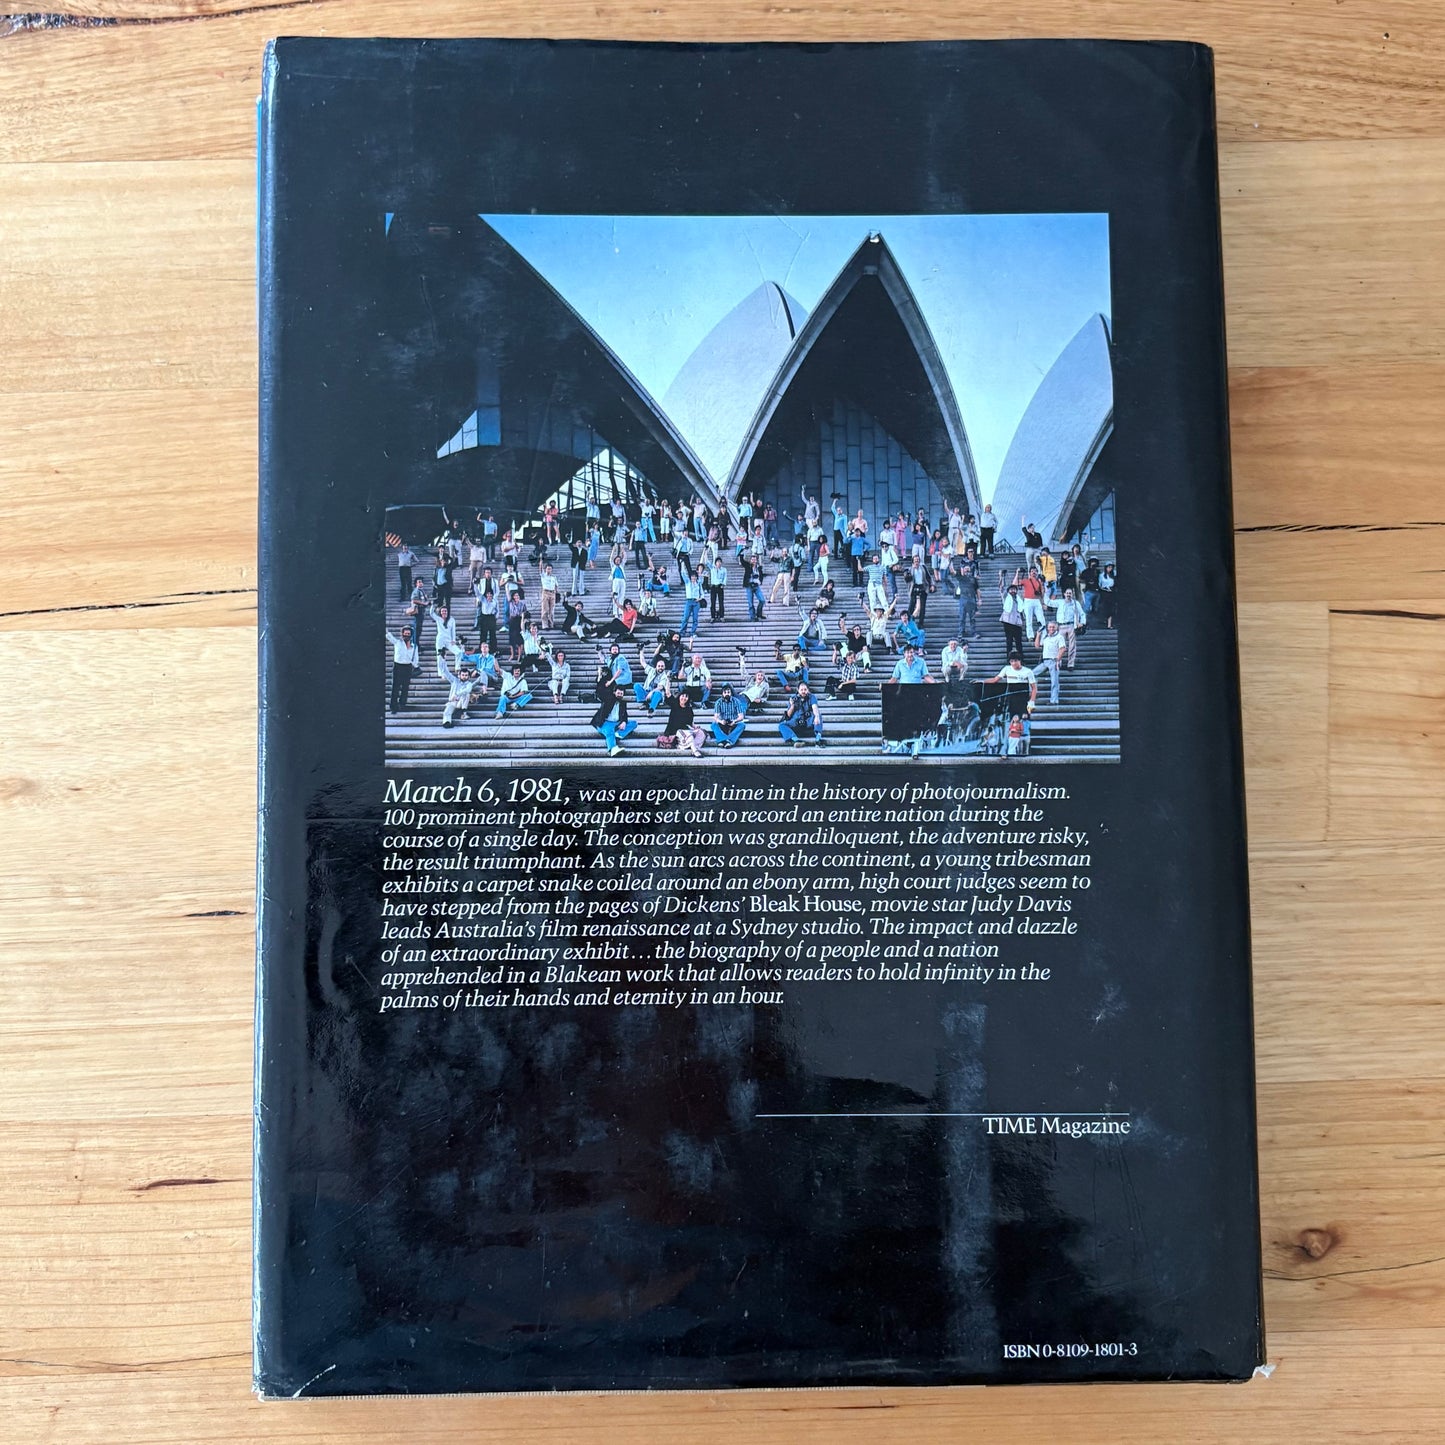 March 6, 1981, was an epochal time in the history of photojournalism.
100 prominent photographers set out to record an entire nation during the
course of a single day. The conception was grandiloquent, the adventure risky,
the result triumphant. As the sun arcs across the continent, a young tribesman
exhibits a carpet snake coiled around an ebony arm, high court judges seem to
have stepped from the pages of Dickens' Bleak House, movie star Judy Davis
leads Australia's film renaissance at a Sydney studio. The impact and dazzle
of an extraordinary exhibit...the biography of a people and a nation
apprehended in a Blakean work that allows readers to hold infinity in the
palms of their hands and eternity in an hour.
TIME Magazine
ISBN 0-8109-1801-3